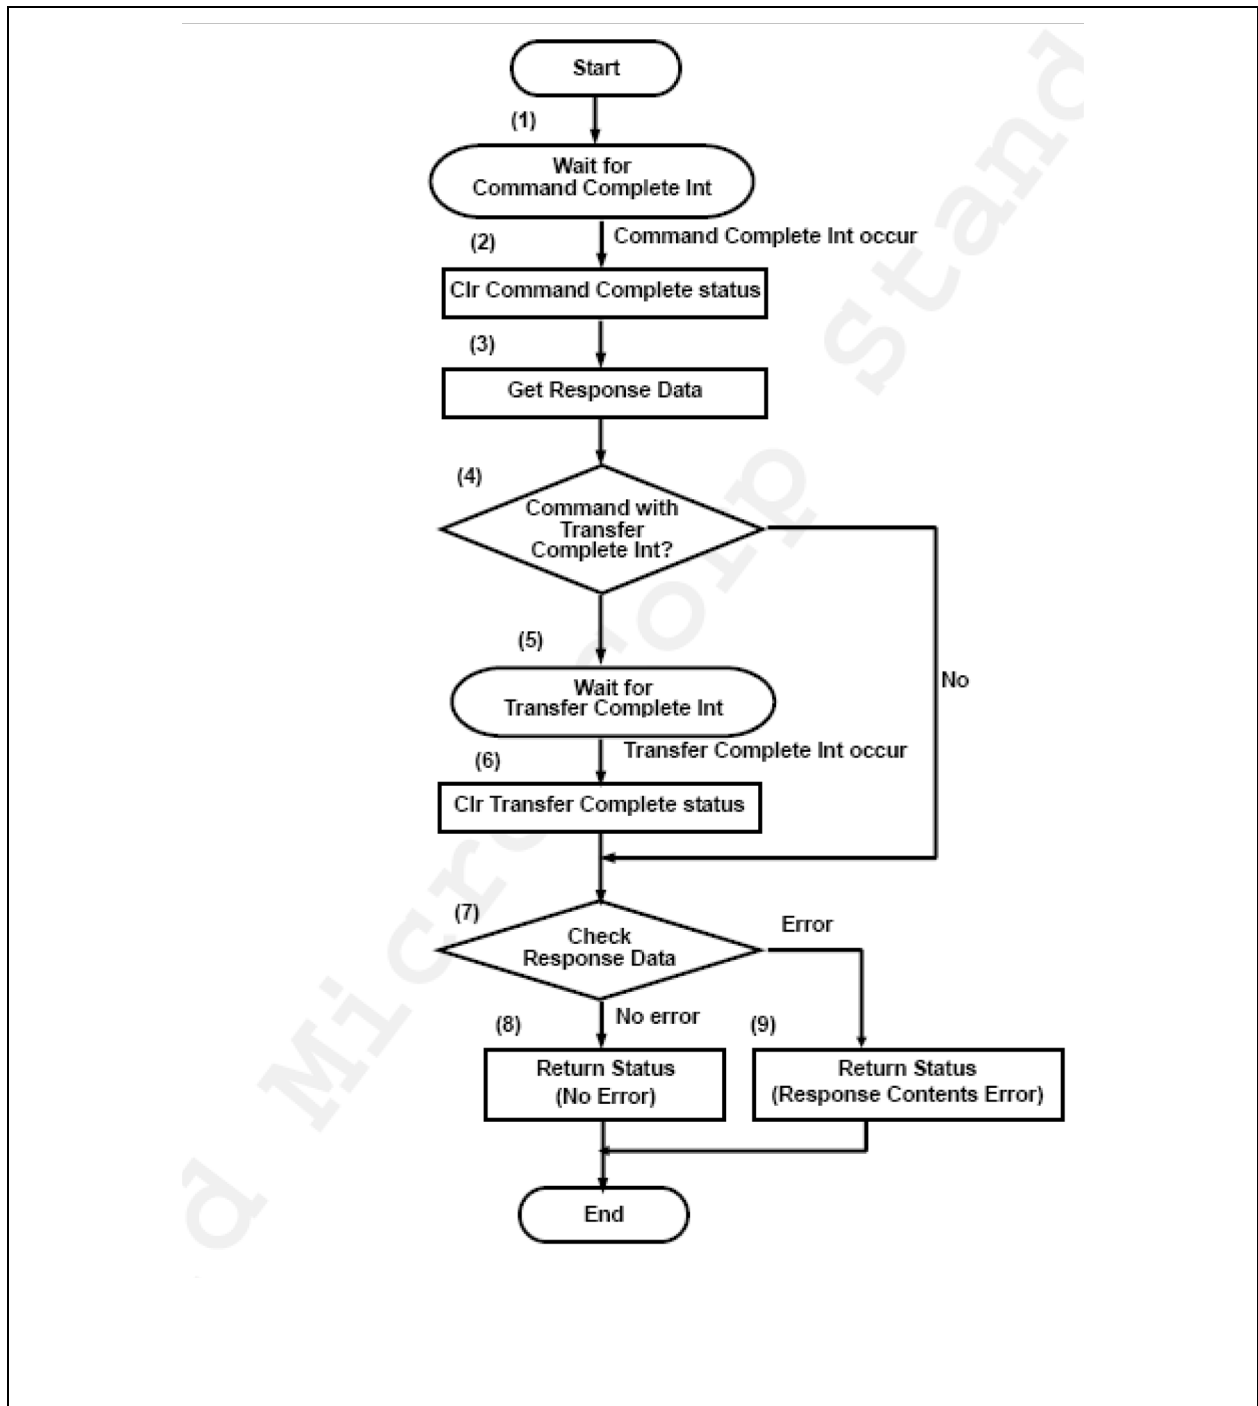 Start
(1)
Wait for
Command Complete Int
(2)
Command Complete Int occur
Clr Command Complete status
(3)
Get Response Data
(4)
Command with
Transfer
Complete Int?
(5)
No
Wait for
Transfer Complete Int
(6)
Transfer Complete Int occur
Clr Transfer Complete status
(7)
Error
Check
Response Data
(8)
No error
(9)
Return Status
(No Error)
Return Status
(Response Contents Error)
End
d Micro Corp Stand